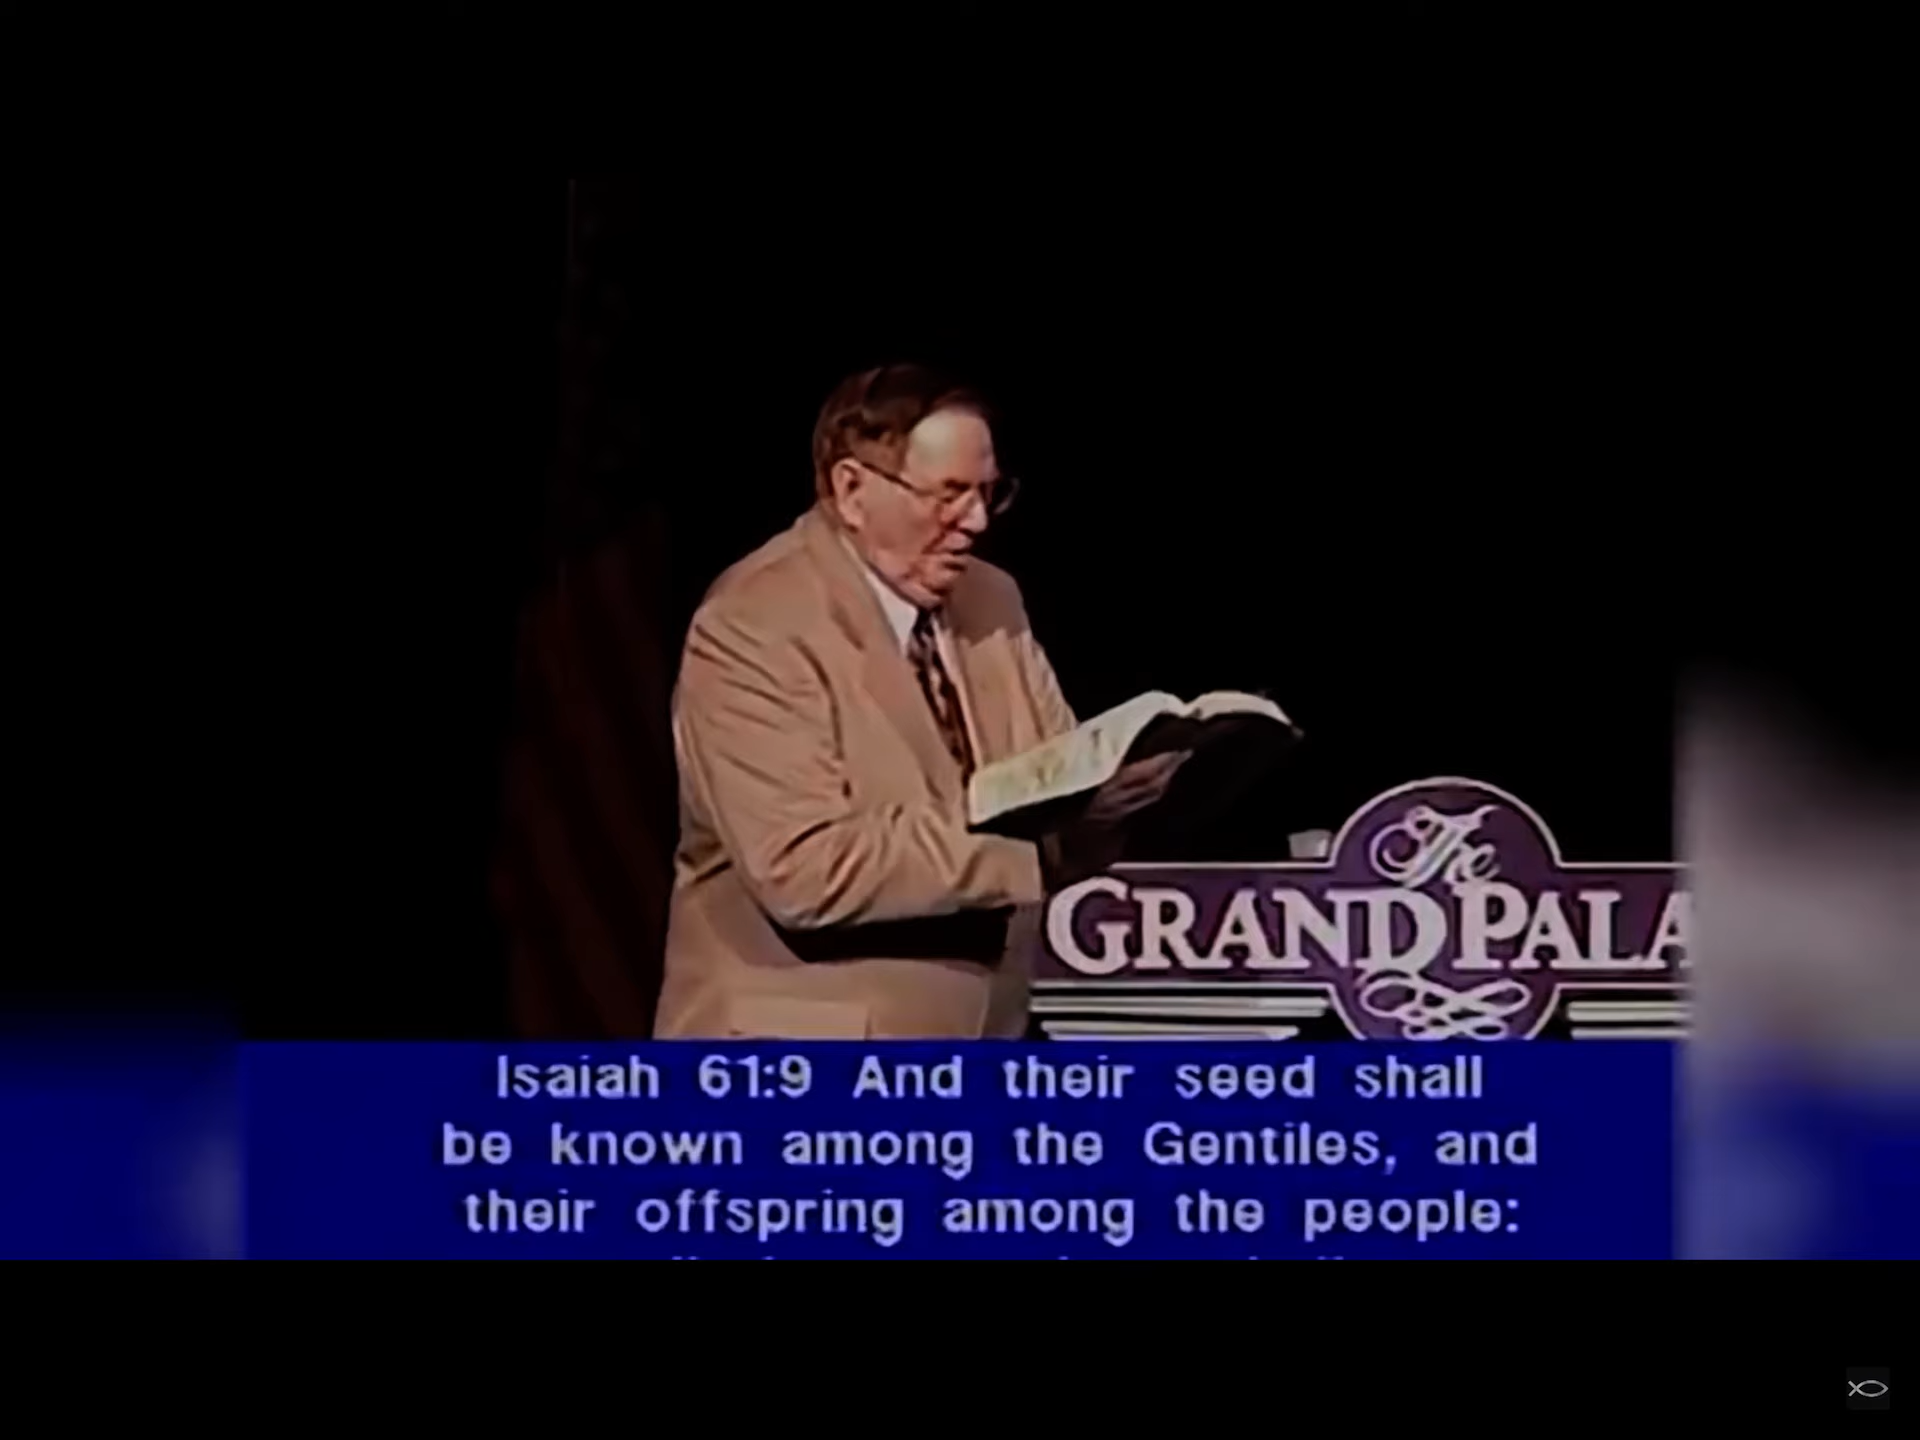 The
GRAND PALA
Isaiah 61:9 And their seed shall
be known among the Gentiles, and
their offspring among the people: